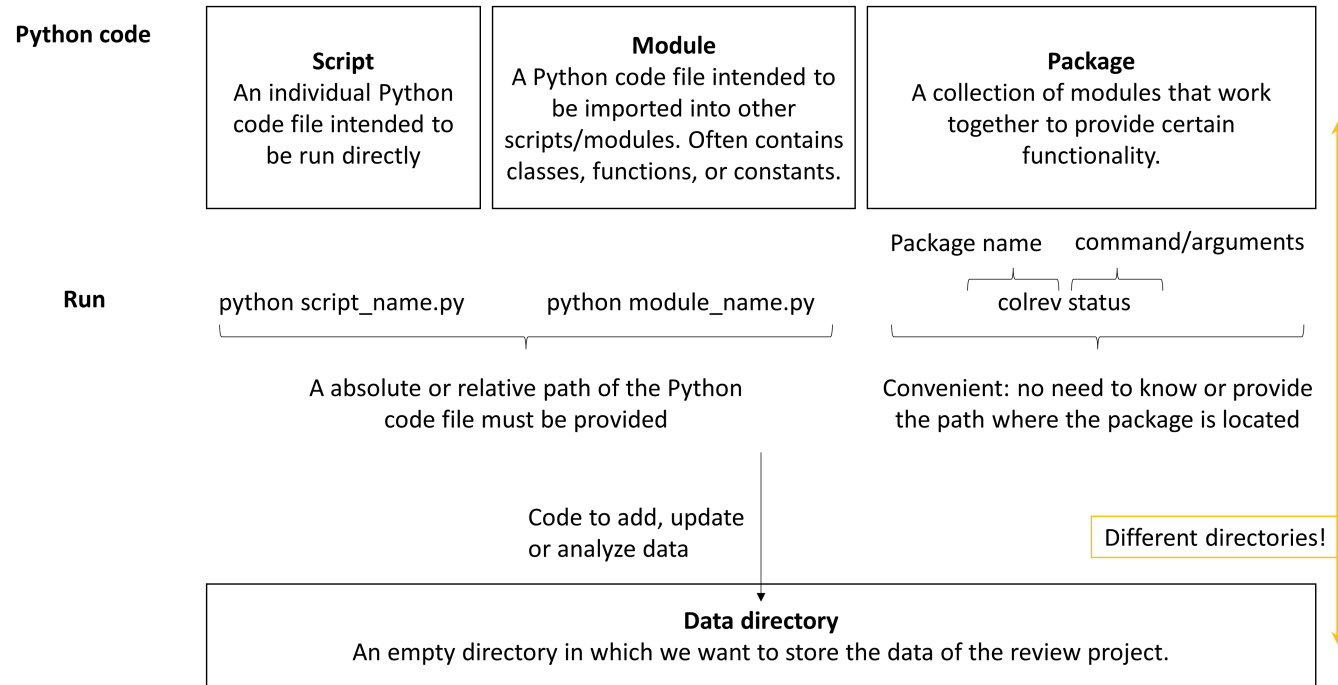 Python code
Script
An individual Python
code file intended to
be run directly
Module
A Python code file intended to
be imported into other
scripts/modules. Often contains
classes, functions, or constants.
Package
A collection of modules that work
together to provide certain
functionality.
Package name
command/arguments
Run
python script_name.py
python module_name.py
colrev status
A absolute or relative path of the Python
code file must be provided
Convenient: no need to know or provide
the path where the package is located
Code to add, update
or analyze data
Different directories!
Data directory
An empty directory in which we want to store the data of the review project.